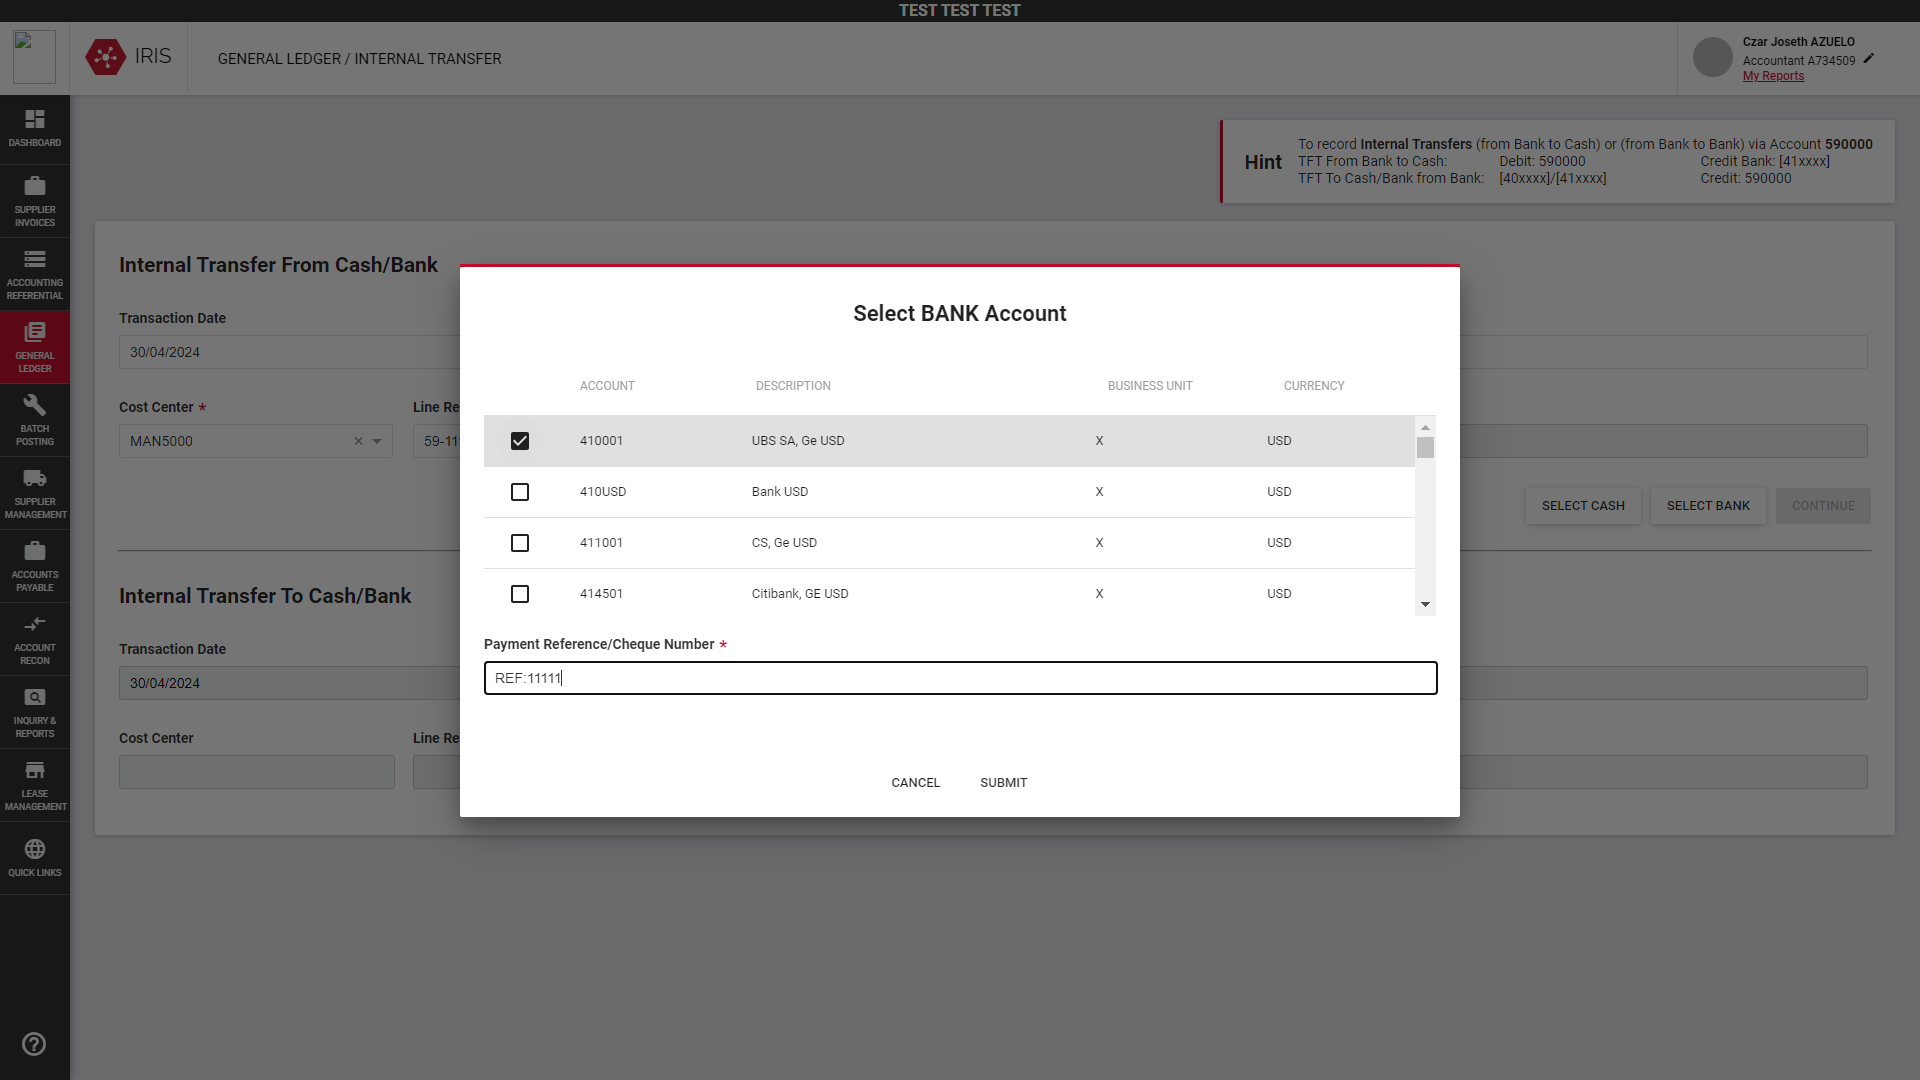 TEST TEST TEST
IRIS
GENERAL LEDGER / INTERNAL TRANSFER
Czar Joseth AZUELO
Accountant A734509
My Reports
DASHBOARD
SUPPLIER
INVOICES
ACCOUNTING
REFERENTIAL
GENERAL
LEDGER
BATCH
POSTING
SUPPLIER
MANAGEMENT
ACCOUNTS
PAYABLE
ACCOUNT
RECON
INQUIRY &
REPORTS
LEASE
MANAGEMENT
QUICK LINKS
Hint
To record Internal Transfers (from Bank to Cash) or (from Bank to Bank) via Account 590000
TFT From Bank to Cash: Debit: 590000 Credit Bank: [41xxxx]
TFT To Cash/Bank from Bank: [40xxxx]/[41xxxx] Credit: 590000
Internal Transfer From Cash/Bank
Transaction Date
30/04/2024
Cost Center * Line Re
MAN5000 59-11
SELECT CASH SELECT BANK CONTINUE
Internal Transfer To Cash/Bank
Transaction Date
30/04/2024
Cost Center Line Re
Select BANK Account
ACCOUNT DESCRIPTION BUSINESS UNIT CURRENCY
410001 UBS SA, Ge USD X USD
410USD Bank USD X USD
411001 CS, Ge USD X USD
414501 Citibank, GE USD X USD
Payment Reference/Cheque Number *
REF:11111
CANCEL SUBMIT